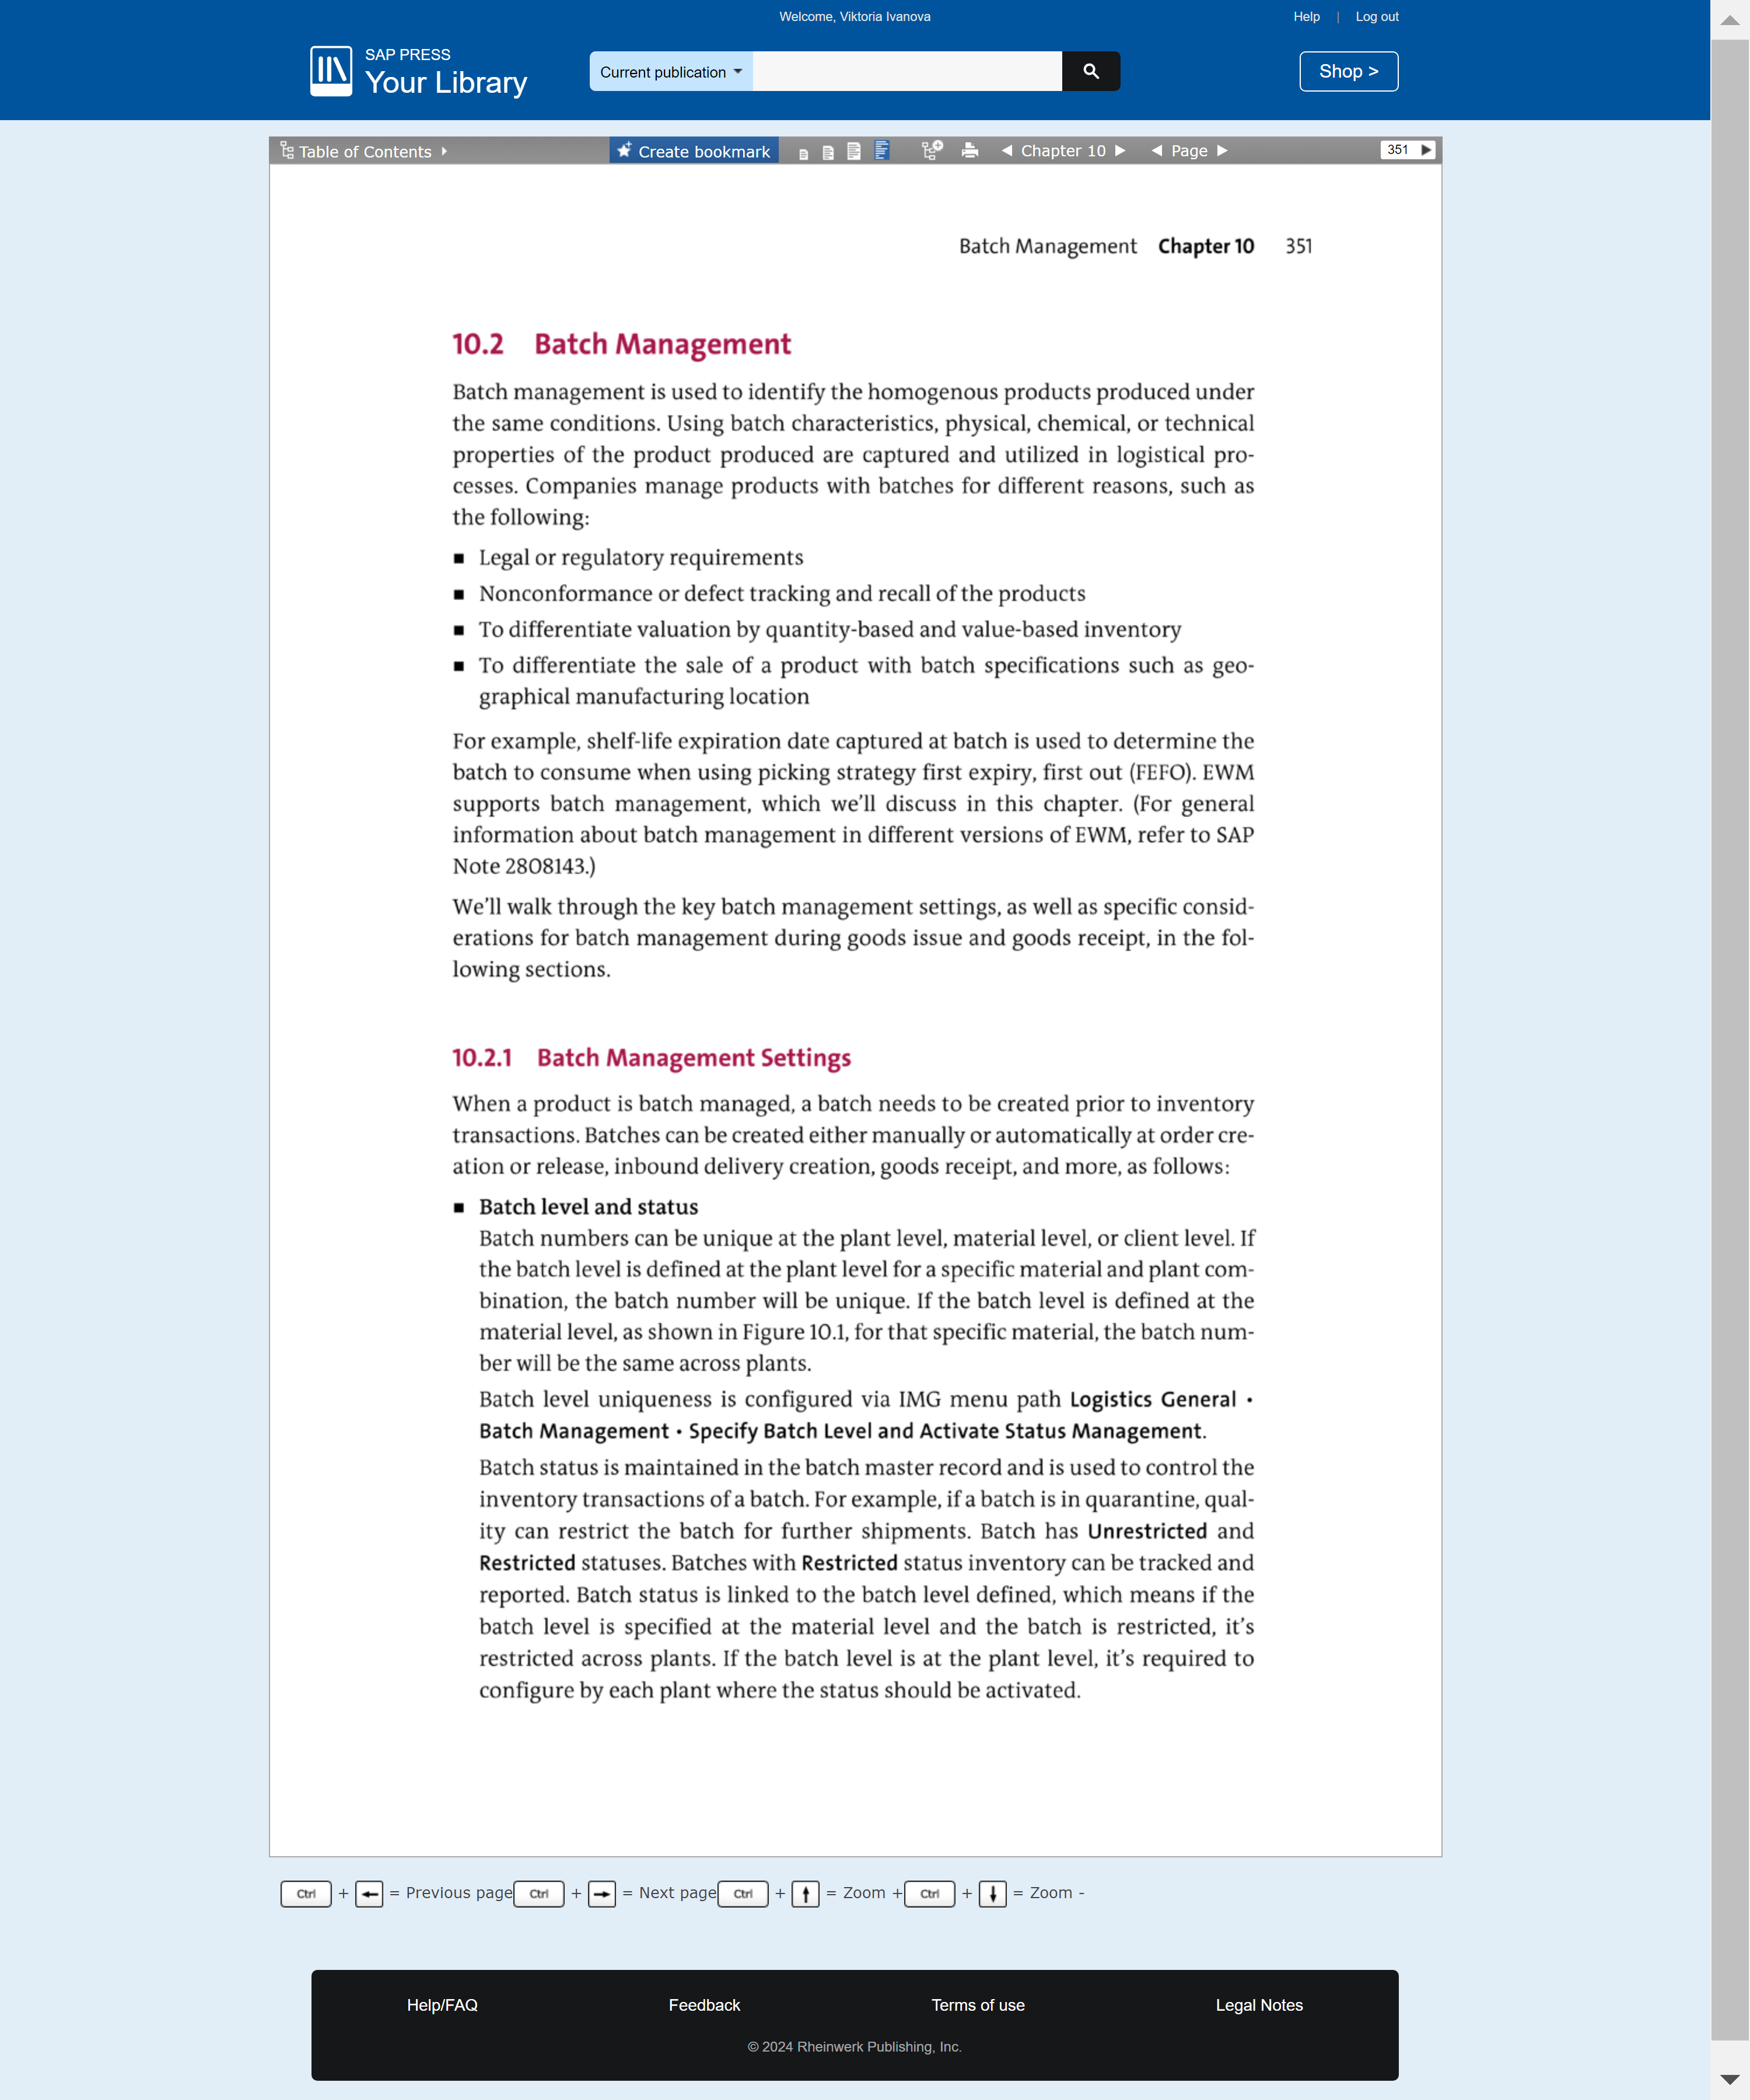 Welcome, Viktoria Ivanova
Help | Log out
SAP PRESS
Your Library
Current publication
Shop >
Table of Contents
Create bookmark
Chapter 10
Page
351
Batch Management Chapter 10 351
10.2 Batch Management
Batch management is used to identify the homogenous products produced under
the same conditions. Using batch characteristics, physical, chemical, or technical
properties of the product produced are captured and utilized in logistical pro-
cesses. Companies manage products with batches for different reasons, such as
the following:
■ Legal or regulatory requirements
■ Nonconformance or defect tracking and recall of the products
■ To differentiate valuation by quantity-based and value-based inventory
■ To differentiate the sale of a product with batch specifications such as geo-
graphical manufacturing location
For example, shelf-life expiration date captured at batch is used to determine the
batch to consume when using picking strategy first expiry, first out (FEFO). EWM
supports batch management, which we'll discuss in this chapter. (For general
information about batch management in different versions of EWM, refer to SAP
Note 2808143.)
We'll walk through the key batch management settings, as well as specific consid-
erations for batch management during goods issue and goods receipt, in the fol-
lowing sections.
10.2.1 Batch Management Settings
When a product is batch managed, a batch needs to be created prior to inventory
transactions. Batches can be created either manually or automatically at order cre-
ation or release, inbound delivery creation, goods receipt, and more, as follows:
■ Batch level and status
Batch numbers can be unique at the plant level, material level, or client level. If
the batch level is defined at the plant level for a specific material and plant com-
bination, the batch number will be unique. If the batch level is defined at the
material level, as shown in Figure 10.1, for that specific material, the batch num-
ber will be the same across plants.
Batch level uniqueness is configured via IMG menu path Logistics General •
Batch Management • Specify Batch Level and Activate Status Management.
Batch status is maintained in the batch master record and is used to control the
inventory transactions of a batch. For example, if a batch is in quarantine, qual-
ity can restrict the batch for further shipments. Batch has Unrestricted and
Restricted statuses. Batches with Restricted status inventory can be tracked and
reported. Batch status is linked to the batch level defined, which means if the
batch level is specified at the material level and the batch is restricted, it's
restricted across plants. If the batch level is at the plant level, it's required to
configure by each plant where the status should be activated.
Ctrl + ← = Previous page Ctrl + → = Next page Ctrl + ↑ = Zoom + Ctrl + ↓ = Zoom -
Help/FAQ
Feedback
Terms of use
Legal Notes
© 2024 Rheinwerk Publishing, Inc.